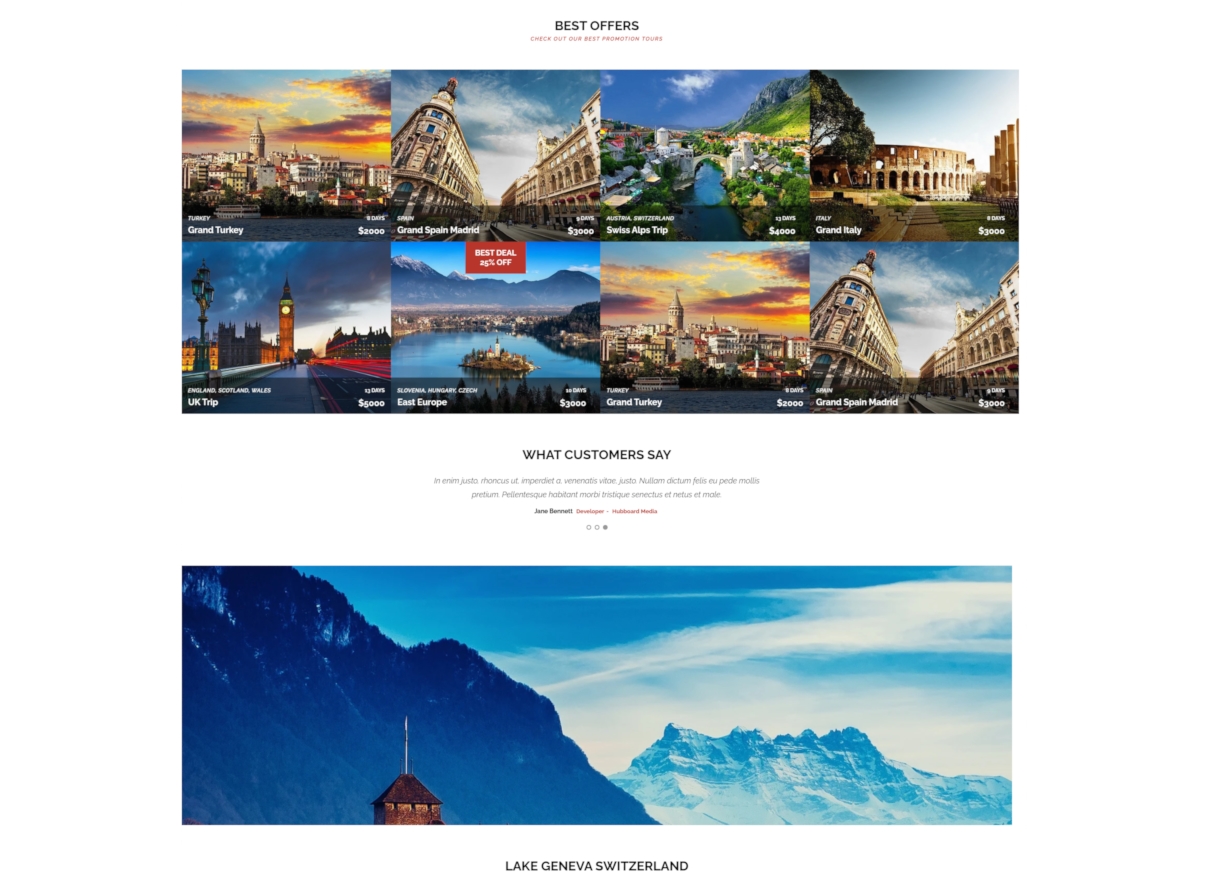 BEST OFFERS
CHECK OUT OUR BEST PROMOTION TOURS
TURKEY 8 DAYS
Grand Turkey $2000
SPAIN 9 DAYS
Grand Spain Madrid $3000
AUSTRIA, SWITZERLAND 13 DAYS
Swiss Alps Trip $4000
ITALY 8 DAYS
Grand Italy $3000
ENGLAND, SCOTLAND, WALES 13 DAYS
UK Trip $5000
BEST DEAL
25% OFF
SLOVENIA, HUNGARY, CZECH 10 DAYS
East Europe $3000
TURKEY 8 DAYS
Grand Turkey $2000
SPAIN 9 DAYS
Grand Spain Madrid $3000
WHAT CUSTOMERS SAY
In enim justo, rhoncus ut, imperdiet a, venenatis vitae, justo. Nullam dictum felis eu pede mollis
pretium. Pellentesque habitant morbi tristique senectus et netus et male.
Jane Bennett Developer - Hubboard Media
LAKE GENEVA SWITZERLAND